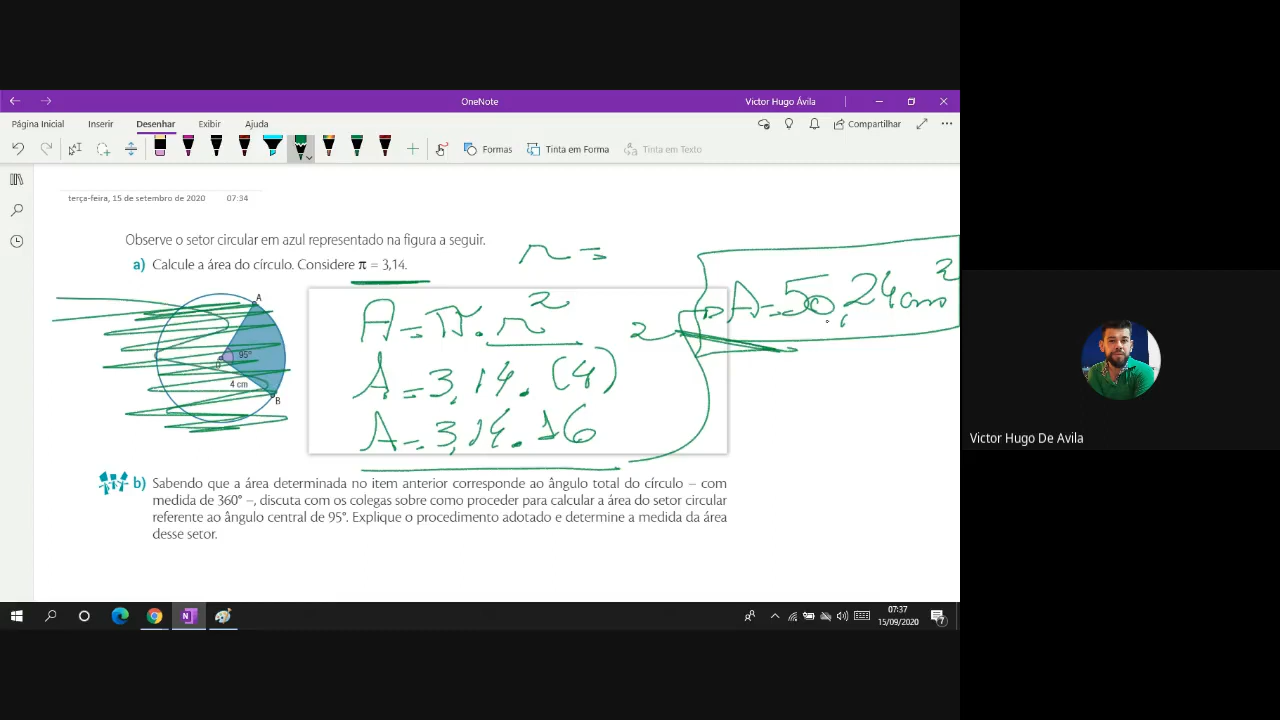 OneNote
Victor Hugo Ávila
Página Inicial Inserir Desenhar Exibir Ajuda
Compartilhar
Formas Tinta em Forma Tinta em Texto
terça-feira, 15 de setembro de 2020 07:34
Observe o setor circular em azul representado na figura a seguir.
a) Calcule a área do círculo. Considere π = 3,14.
r =
A
95°
O
4 cm
B
A = π . r²
A = 3,14 . (4)
2
A = 3,14 . 16
A = 50,24 cm²
b) Sabendo que a área determinada no item anterior corresponde ao ângulo total do círculo – com
medida de 360° –, discuta com os colegas sobre como proceder para calcular a área do setor circular
referente ao ângulo central de 95°. Explique o procedimento adotado e determine a medida da área
desse setor.
Victor Hugo De Avila
07:37
15/09/2020
7